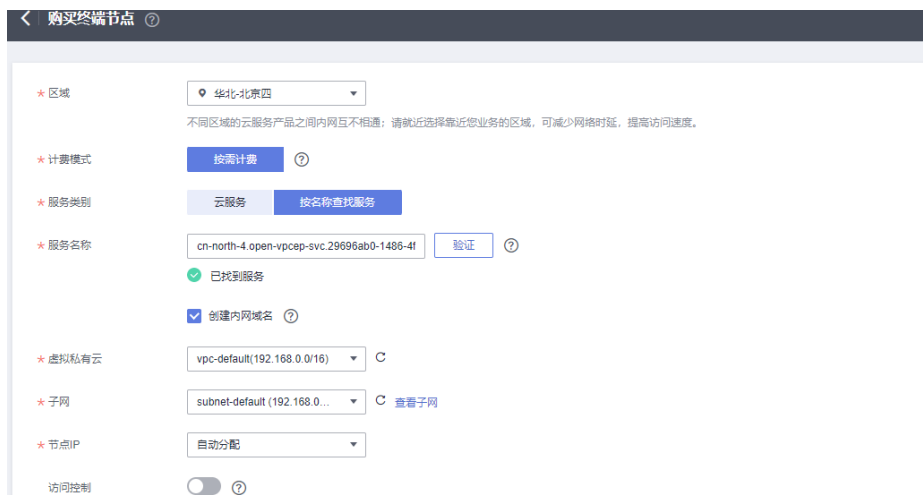 购买终端节点 ?
* 区域 华北-北京四
不同区域的云服务产品之间内网互不相通；请就近选择靠近您业务的区域，可减少网络时延，提高访问速度。
* 计费模式 按需计费 ?
* 服务类别 云服务 按名称查找服务
* 服务名称 cn-north-4.open-vpcep-svc.29696ab0-1486-4f 验证 ?
已找到服务
创建内网域名 ?
* 虚拟私有云 vpc-default(192.168.0.0/16)
* 子网 subnet-default (192.168.0... 查看子网
* 节点IP 自动分配
访问控制 ?